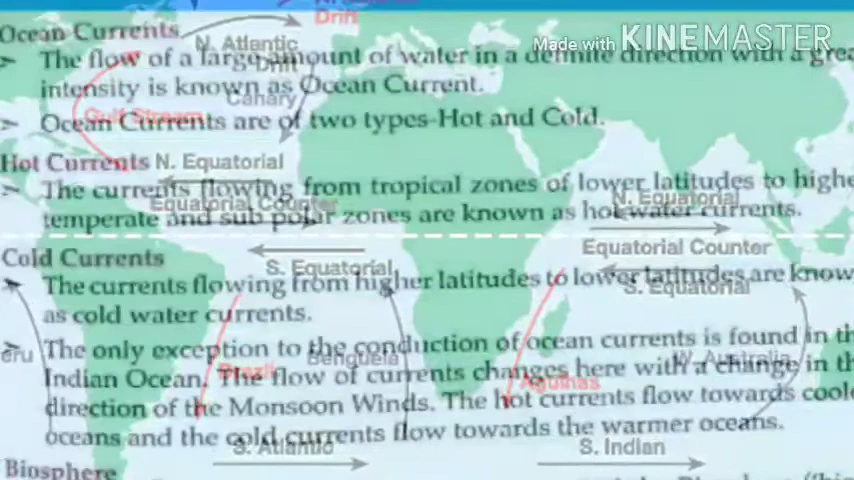 Drift
Ocean Currents
N. Atlantic
Made with KINEMASTER
➤ The flow of a large amount of water in a definite direction with a
Drift
intensity is known as Ocean Current.
Canary
Gulf Stream
➤ Ocean Currents are of two types-Hot and Cold.
Hot Currents
N. Equatorial
➤ The currents flowing from tropical zones of lower latitudes to
N. Equatorial
Equatorial Counter
temperate and sub polar zones are known as hot water currents.
Equatorial Counter
Cold Currents
S. Equatorial
➤ The currents flowing from higher latitudes to lower latitudes are
S. Equatorial
as cold water currents.
➤ The only exception to the conduction of ocean currents is found in
Benguela
W. Australia
Brazil
Indian Ocean. The flow of currents changes here with a change in
Agulhas
direction of the Monsoon Winds. The hot currents flow towards
oceans and the cold currents flow towards the warmer oceans.
S. Atlantic
S. Indian
Biosphere